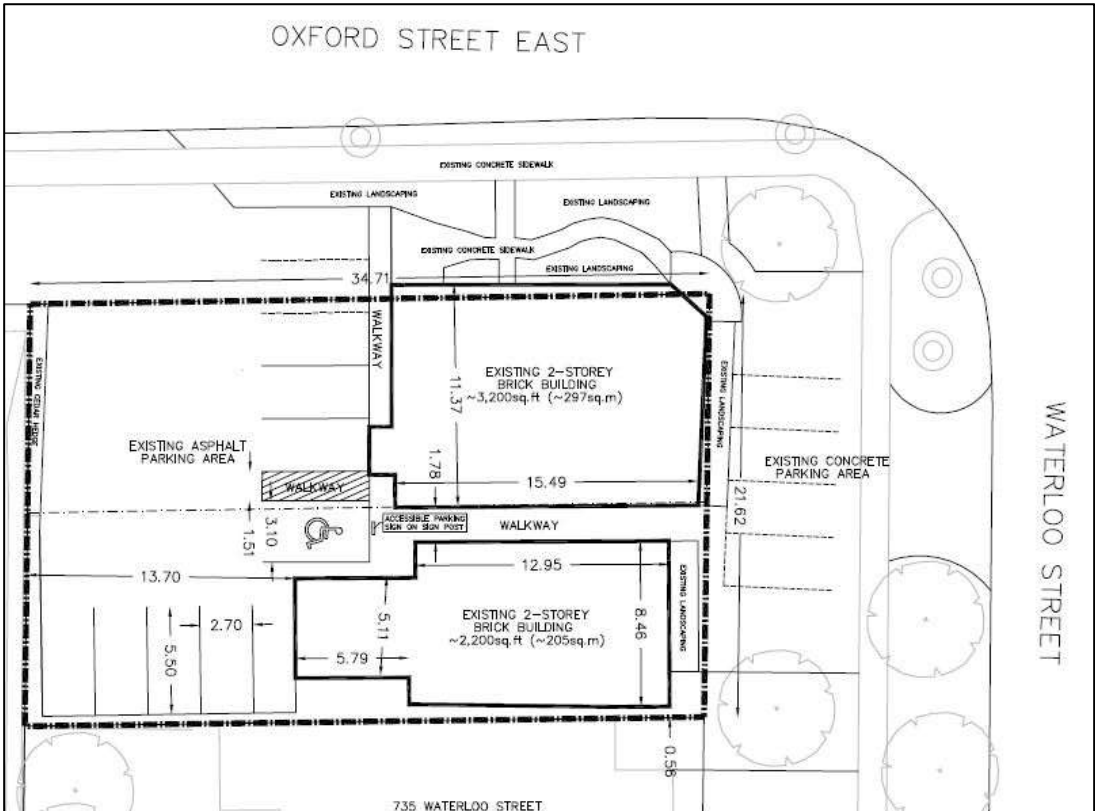 OXFORD STREET EAST
EXISTING CONCRETE SIDEWALK
EXISTING LANDSCAPING
EXISTING LANDSCAPING
EXISTING CONCRETE SIDEWALK
EXISTING LANDSCAPING
34.71
WALKWAY
11.37
EXISTING 2-STOREY
BRICK BUILDING
~3,200sq.ft (~297sq.m)
EXISTING LANDSCAPING
EXISTING CEDAR HEDGE
EXISTING ASPHALT
PARKING AREA
1.78
15.49
EXISTING CONCRETE
PARKING AREA
21.62
WATERLOO STREET
WALKWAY
ACCESSIBLE PARKING
SIGN ON SIGN POST
WALKWAY
3.10
1.51
13.70
12.95
5.11
EXISTING 2-STOREY
BRICK BUILDING
~2,200sq.ft (~205sq.m)
8.46
EXISTING LANDSCAPING
2.70
5.50
5.79
0.56
735 WATERLOO STREET